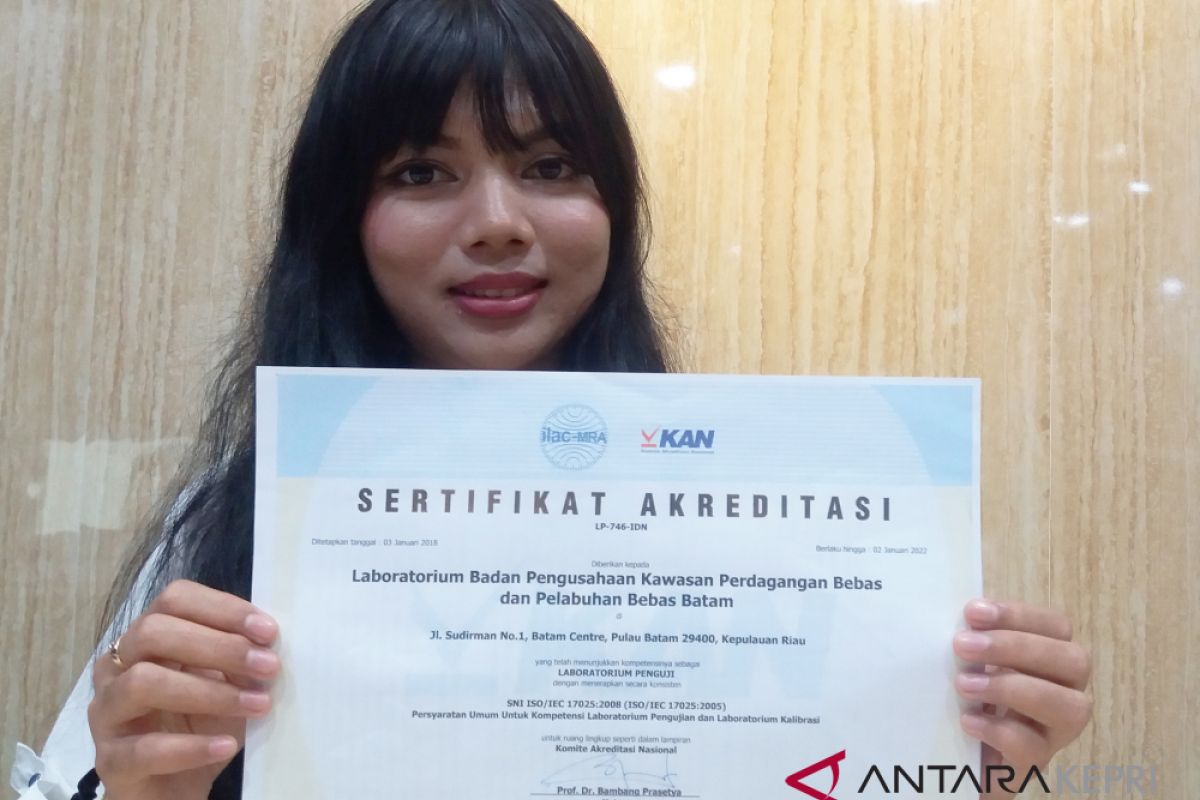 ilac-MRA
KAN
Komite Akreditasi Nasional
SERTIFIKAT AKREDITASI
LP-746-IDN
Ditetapkan tanggal : 03 Januari 2018
Berlaku hingga : 02 Januari 2022
Diberikan kepada
Laboratorium Badan Pengusahaan Kawasan Perdagangan Bebas
dan Pelabuhan Bebas Batam
di
Jl. Sudirman No.1, Batam Centre, Pulau Batam 29400, Kepulauan Riau
yang telah menunjukkan kompetensinya sebagai
LABORATORIUM PENGUJI
dengan menerapkan secara konsisten
SNI ISO/IEC 17025:2008 (ISO/IEC 17025:2005)
Persyaratan Umum Untuk Kompetensi Laboratorium Pengujian dan Laboratorium Kalibrasi
untuk ruang lingkup seperti dalam lampiran
Komite Akreditasi Nasional
Prof. Dr. Bambang Prasetya
ANTARAKEPRI